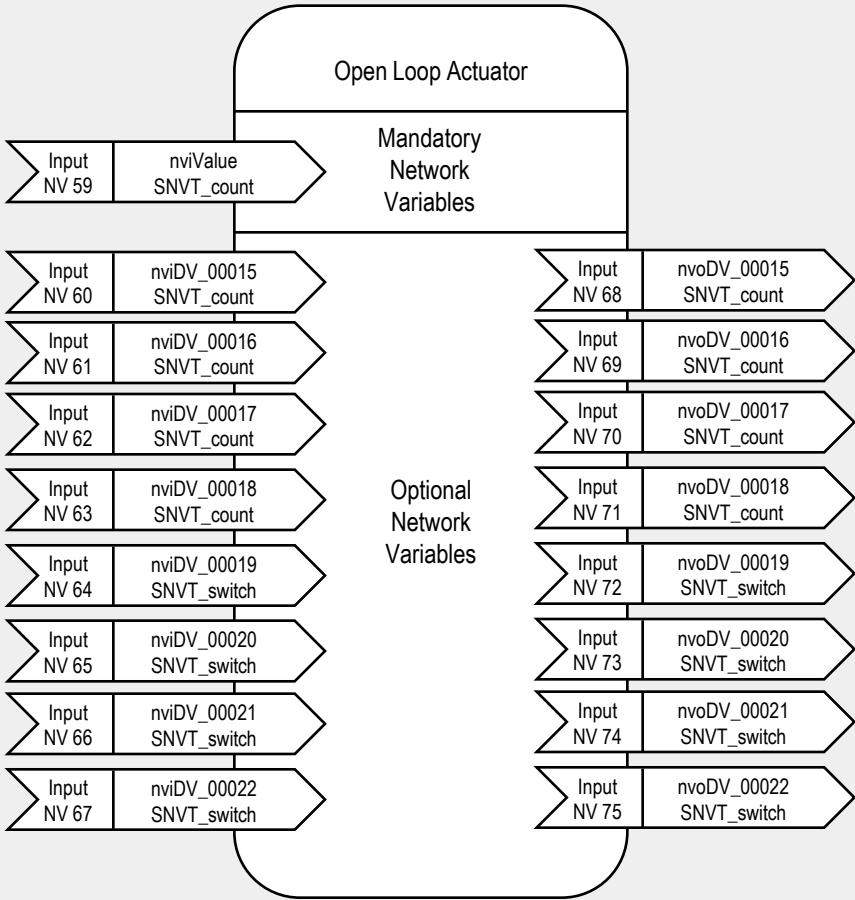 Open Loop Actuator
Mandatory
Network
Variables
Input
NV 59
nviValue
SNVT_count
Input
NV 60
nviDV_00015
SNVT_count
Input
NV 61
nviDV_00016
SNVT_count
Input
NV 62
nviDV_00017
SNVT_count
Input
NV 63
nviDV_00018
SNVT_count
Input
NV 64
nviDV_00019
SNVT_switch
Input
NV 65
nviDV_00020
SNVT_switch
Input
NV 66
nviDV_00021
SNVT_switch
Input
NV 67
nviDV_00022
SNVT_switch
Optional
Network
Variables
Input
NV 68
nvoDV_00015
SNVT_count
Input
NV 69
nvoDV_00016
SNVT_count
Input
NV 70
nvoDV_00017
SNVT_count
Input
NV 71
nvoDV_00018
SNVT_count
Input
NV 72
nvoDV_00019
SNVT_switch
Input
NV 73
nvoDV_00020
SNVT_switch
Input
NV 74
nvoDV_00021
SNVT_switch
Input
NV 75
nvoDV_00022
SNVT_switch